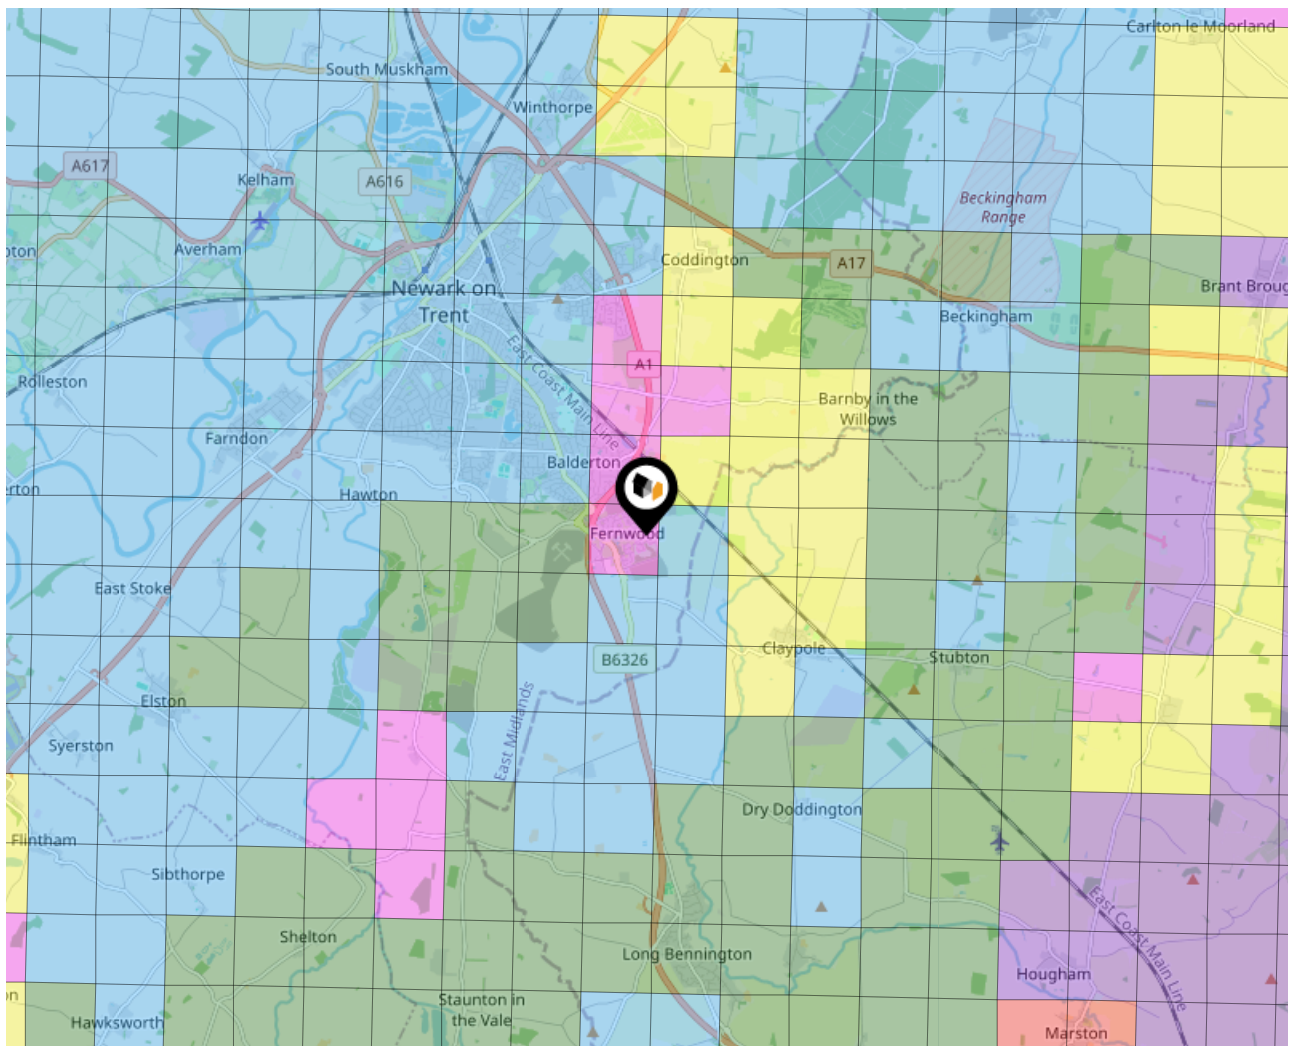 Carlton le Moorland
South Muskham
Winthorpe
A617
Kelham
A616
Beckingham
Range
Averham
Coddington
A17
Newark on
Trent
Brant Broug
Beckingham
East Coast Main Line
A1
Rolleston
Barnby in the
Willows
Farndon
Balderton
erton
Hawton
Fernwood
East Stoke
Claypole
Stubton
B6326
Elston
East Midlands
Syerston
Dry Doddington
Flintham
Sibthorpe
East Coast Main Line
Shelton
Long Bennington
Hougham
on
Staunton in
the Vale
Hawksworth
Marston